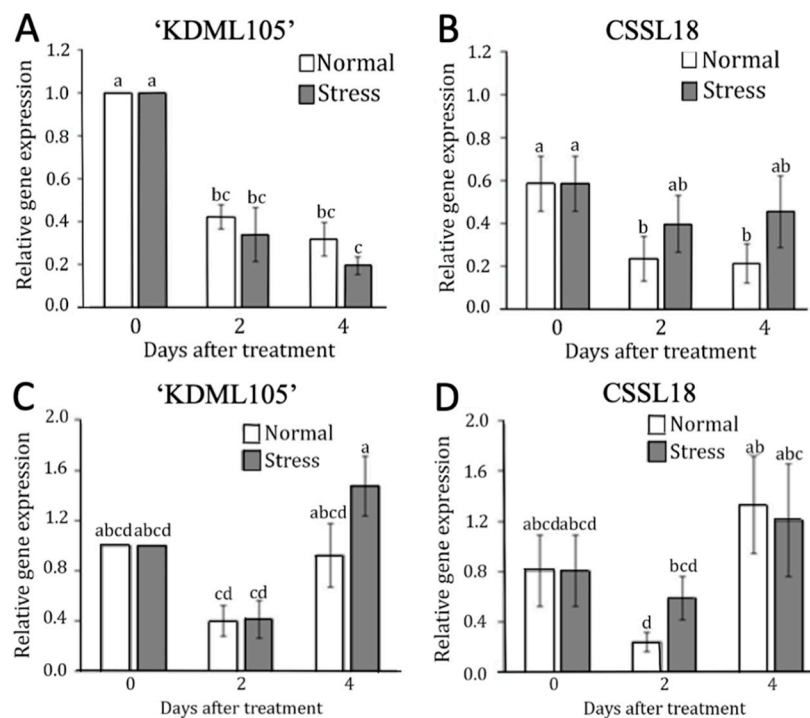 A
'KDML105'
Relative gene expression
1.2
1.0
0.8
0.6
0.4
0.2
0.0
Normal
Stress
a a
bc bc
bc
c
0 2 4
Days after treatment
B
CSSL18
Relative gene expression
1.2
1.0
0.8
0.6
0.4
0.2
0.0
Normal
Stress
a a
b
ab
b
ab
0 2 4
Days after treatment
C
'KDML105'
Relative gene expression
2.0
1.6
1.2
0.8
0.4
0.0
Normal
Stress
abcd abcd
cd cd
abcd
a
0 2 4
Days after treatment
D
CSSL18
Relative gene expression
2.0
1.6
1.2
0.8
0.4
0.0
Normal
Stress
abcd abcd
d
bcd
ab
abc
0 2 4
Days after treatment